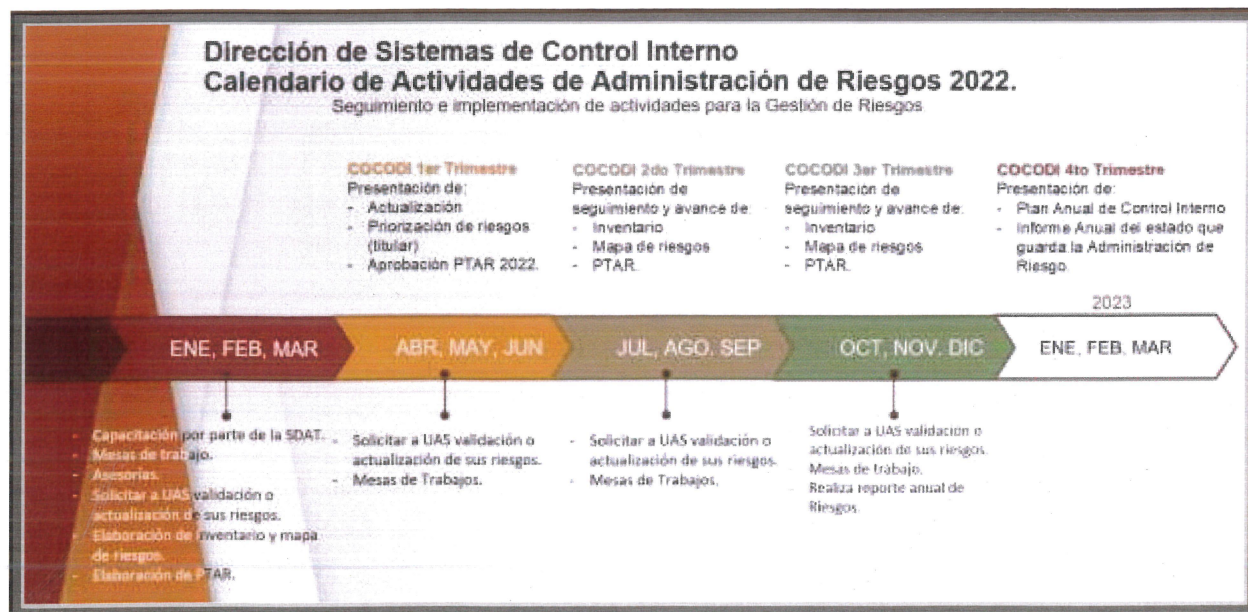 Dirección de Sistemas de Control Interno
Calendario de Actividades de Administración de Riesgos 2022.
Seguimiento e implementación de actividades para la Gestión de Riesgos
COCODI 1er Trimestre
Presentación de:
- Actualización
- Priorización de riesgos
(titular)
- Aprobación PTAR 2022.
COCODI 2do Trimestre
Presentación de
seguimiento y avance de:
- Inventario
- Mapa de riesgos
- PTAR.
COCODI 3er Trimestre
Presentación de
seguimiento y avance de:
- Inventario
- Mapa de riesgos
- PTAR.
COCODI 4to Trimestre
Presentación de:
- Plan Anual de Control Interno
- Informe Anual del estado que
guarda la Administración de
Riesgo
2023
ENE, FEB, MAR
ABR, MAY, JUN
JUL, AGO, SEP
OCT, NOV, DIC
ENE, FEB, MAR
- Capacitación por parte de la SDAT.
- Mesas de trabajo.
- Asesorías.
- Solicitar a UAS validación o
actualización de sus riesgos.
- Elaboración de inventario y mapa
de riesgos.
- Elaboración de PTAR.
- Solicitar a UAS validación o
actualización de sus riesgos.
- Mesas de Trabajos.
- Solicitar a UAS validación o
actualización de sus riesgos.
- Mesas de Trabajos.
Solicitar a UAS validación o
actualización de sus riesgos.
- Mesas de trabajo.
- Realiza reporte anual de
Riesgos.